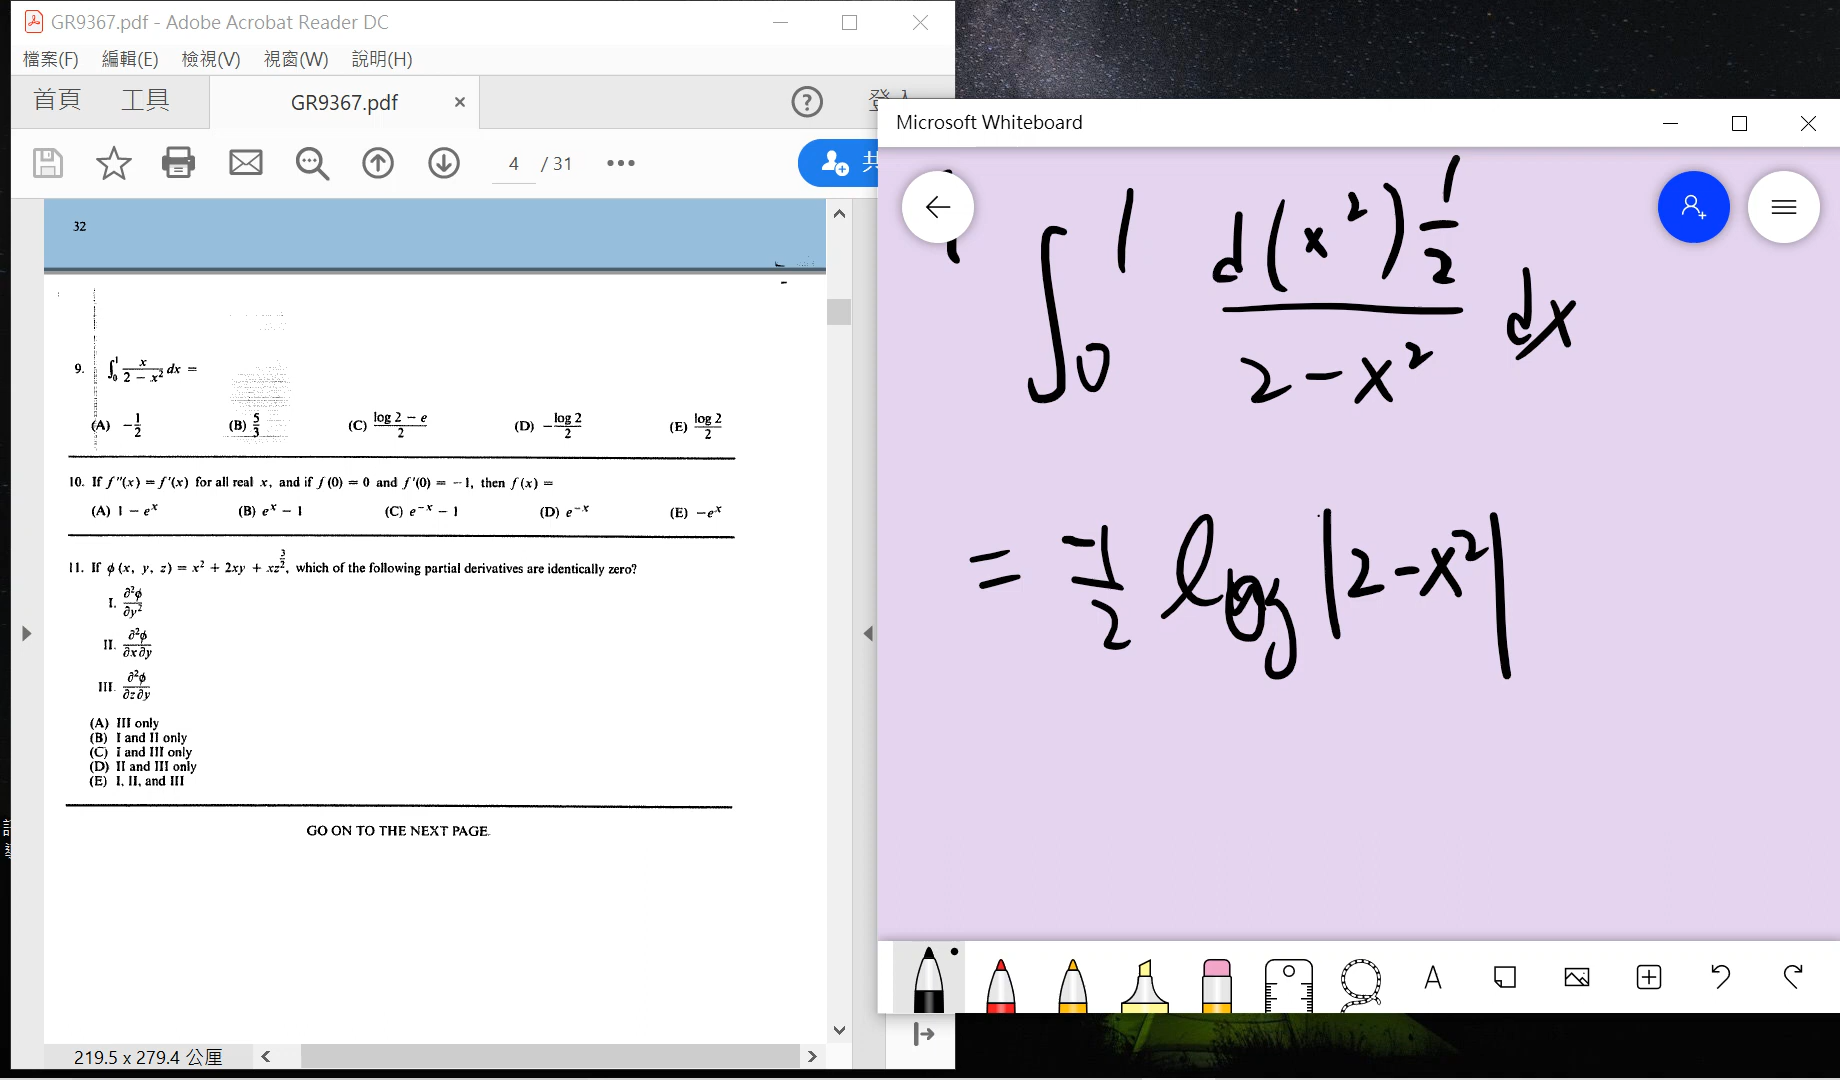 GR9367.pdf - Adobe Acrobat Reader DC
檔案(F) 編輯(E) 檢視(V) 視窗(W) 說明(H)
首頁 工具 GR9367.pdf × ?
4 / 31
32
9. ∫₀¹ x/(2 − x²) dx =
(A) −1/2 (B) 5/3 (C) (log 2 − e)/2 (D) −(log 2)/2 (E) (log 2)/2
10. If f″(x) = f′(x) for all real x, and if f(0) = 0 and f′(0) = −1, then f(x) =
(A) 1 − eˣ (B) eˣ − 1 (C) e⁻ˣ − 1 (D) e⁻ˣ (E) −eˣ
11. If ϕ(x, y, z) = x² + 2xy + xz^(3/2), which of the following partial derivatives are identically zero?
I. ∂²ϕ/∂y²
II. ∂²ϕ/∂x∂y
III. ∂²ϕ/∂z∂y
(A) III only
(B) I and II only
(C) I and III only
(D) II and III only
(E) I, II, and III
GO ON TO THE NEXT PAGE.
219.5 x 279.4 公厘
Microsoft Whiteboard
∫₀¹ d(x²)½/(2−x²) dx
= −1/2 log |2−x²|
A